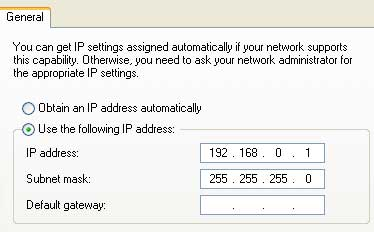 General
You can get IP settings assigned automatically if your network supports
this capability. Otherwise, you need to ask your network administrator for
the appropriate IP settings.
Obtain an IP address automatically
Use the following IP address:
IP address: 192 . 168 . 0 . 1
Subnet mask: 255 . 255 . 255 . 0
Default gateway: . . .